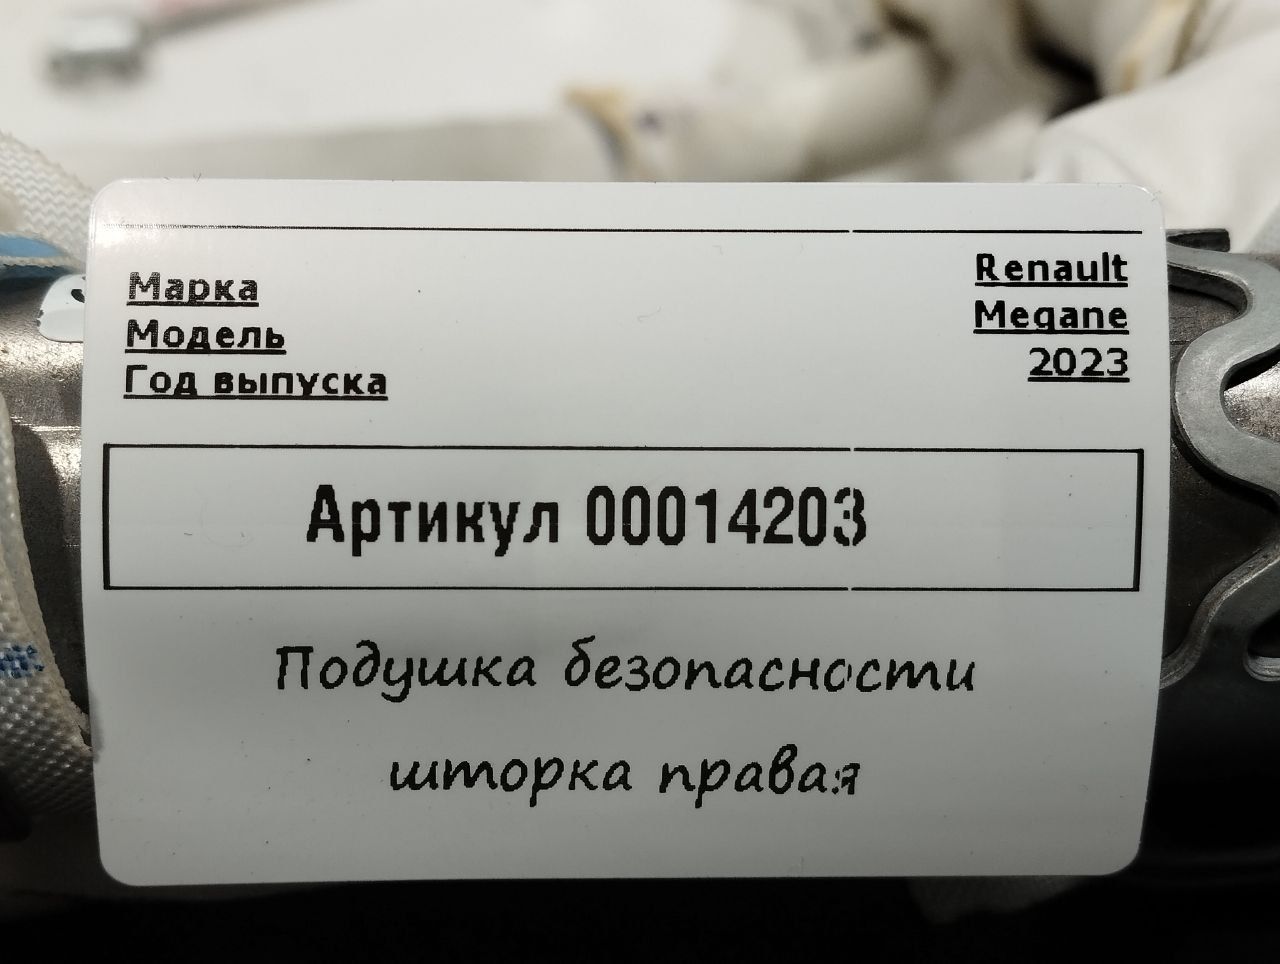 Марка Renault
Модель Megane
Год выпуска 2023
Артикул 00014203
Подушка безопасности
шторка правая